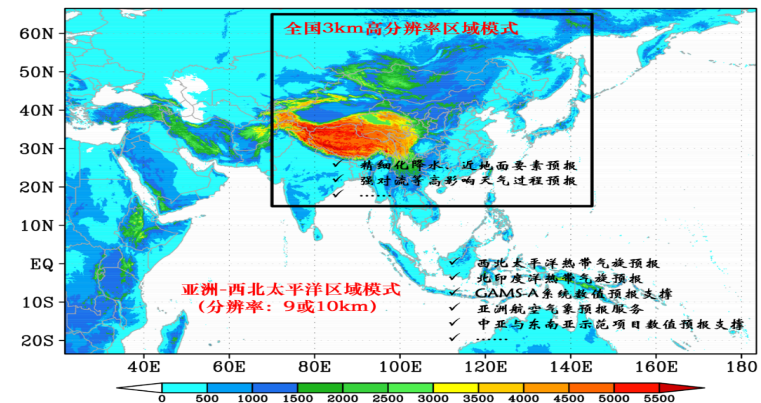 全国3km高分辨率区域模式
60N
50N
40N
30N
20N
10N
EQ
10S
20S
✓ 精细化降水、近地面要素预报
✓ 强对流等高影响天气过程预报
✓ ······
亚洲-西北太平洋区域模式
(分辨率：9或10km)
✓ 西北太平洋热带气旋预报
✓ 北印度洋热带气旋预报
✓ GAMS-A系统数值预报支撑
✓ 亚洲航空气象预报服务
✓ 中亚与东南亚示范项目数值预报支撑
✓ ······
40E 60E 80E 100E 120E 140E 160E 180
0 500 1000 1500 2000 2500 3000 3500 4000 4500 5000 5500